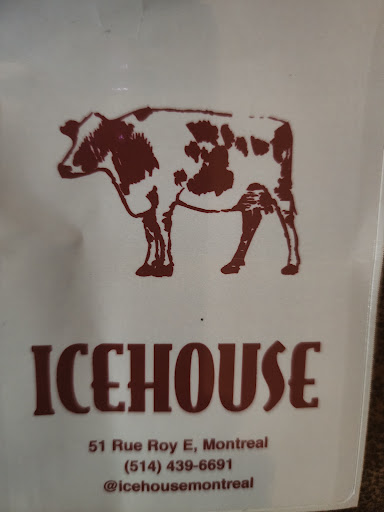 ICEHOUSE
51 Rue Roy E, Montreal
(514) 439-6691
@icehousemontreal